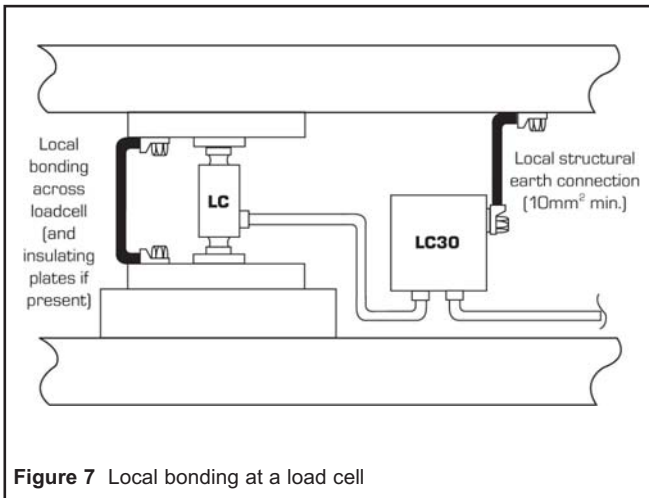 Local
bonding
across
loadcell
(and
insulating
plates if
present)
LC
LC30
Local structural
earth connection
(10mm² min.)
Figure 7 Local bonding at a load cell